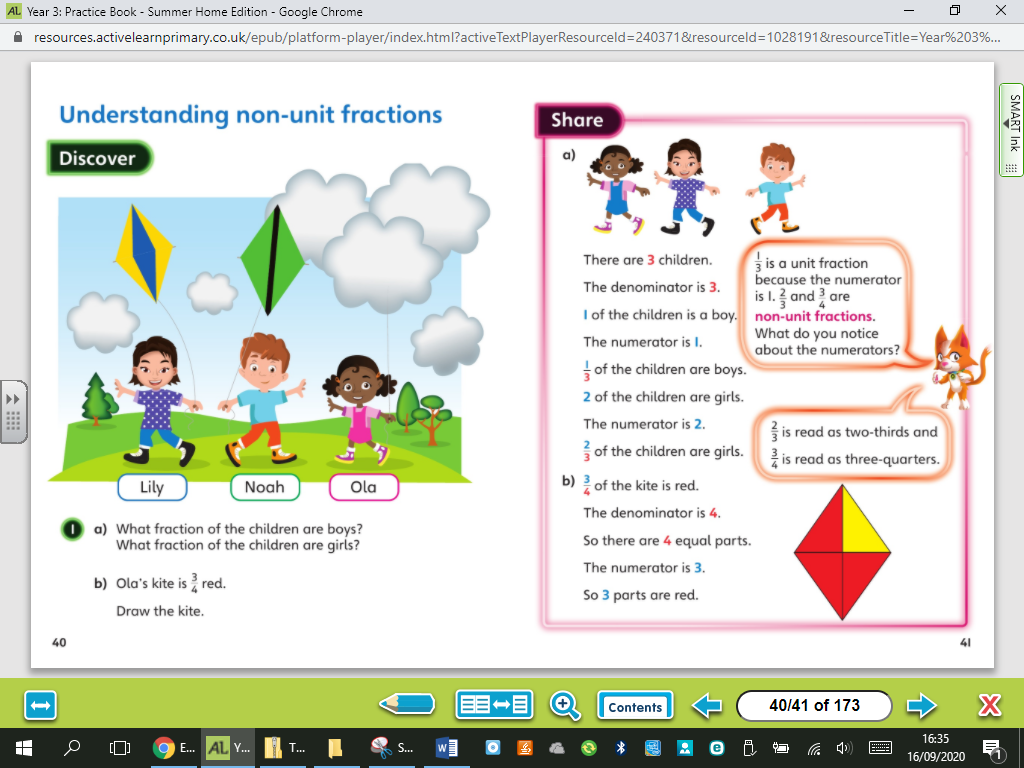 AL Year 3: Practice Book - Summer Home Edition - Google Chrome
resources.activelearnprimary.co.uk/epub/platform-player/index.html?activeTextPlayerResourceId=240371&resourceId=1028191&resourceTitle=Year%203%...
SMART Ink
Understanding non-unit fractions
Discover
Lily
Noah
Ola
1 a) What fraction of the children are boys?
What fraction of the children are girls?
b) Ola's kite is 3/4 red.
Draw the kite.
40
Share
a)
There are 3 children.
The denominator is 3.
1 of the children is a boy.
The numerator is 1.
1/3 of the children are boys.
2 of the children are girls.
The numerator is 2.
2/3 of the children are girls.
1/3 is a unit fraction
because the numerator
is 1. 2/3 and 3/4 are
non-unit fractions.
What do you notice
about the numerators?
2/3 is read as two-thirds and
3/4 is read as three-quarters.
b) 3/4 of the kite is red.
The denominator is 4.
So there are 4 equal parts.
The numerator is 3.
So 3 parts are red.
41
Contents
40/41 of 173
E...
AL Y...
T...
S...
W
16:35
16/09/2020
1